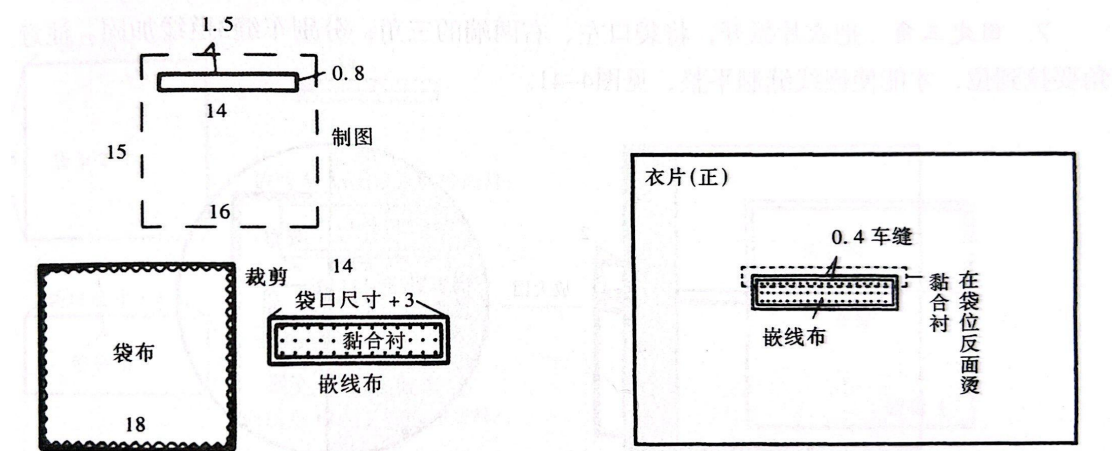 1.5
0.8
14
制图
15
16
裁剪
14
袋口尺寸+3
袋布
黏合衬
嵌线布
18
衣片(正)
0.4车缝
黏合衬
在袋位反面烫
嵌线布